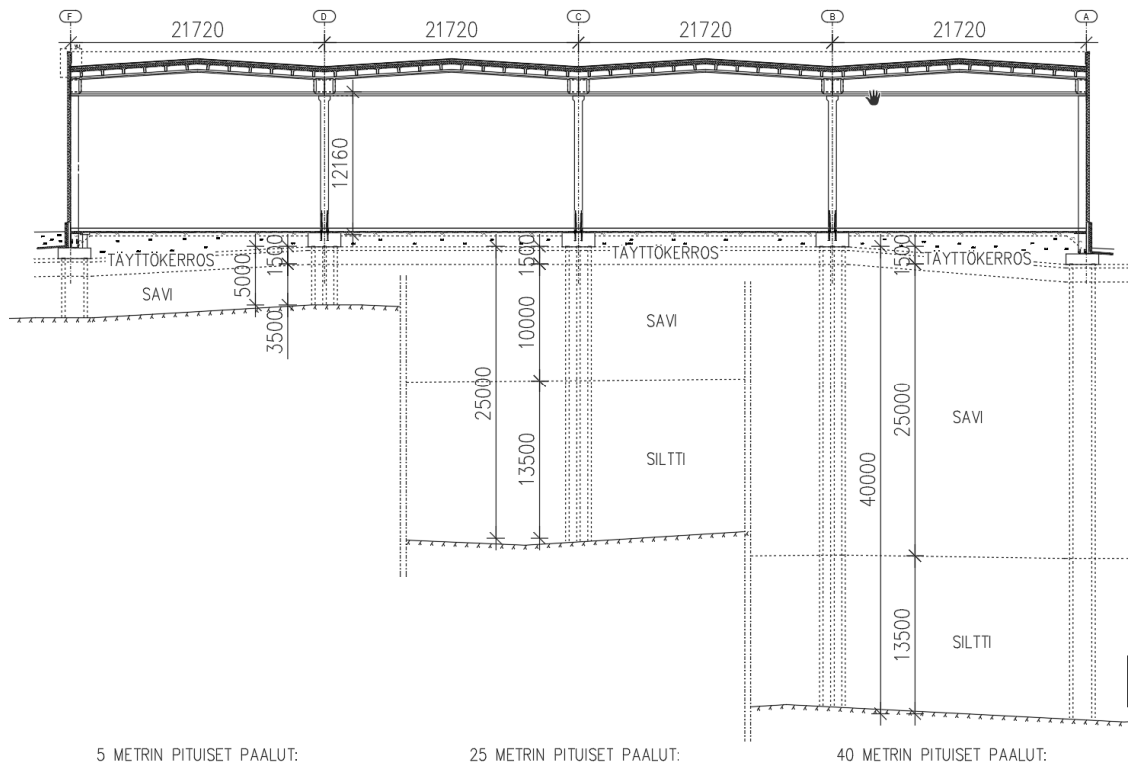 F D C B A
21720 21720 21720 21720
12160
TÄYTTÖKERROS TÄYTTÖKERROS TÄYTTÖKERROS
5000 1500 1500 1500
SAVI
3500
10000
SAVI
25000
13500
SILTTI
25000
SAVI
40000
13500
SILTTI
5 METRIN PITUISET PAALUT: 25 METRIN PITUISET PAALUT: 40 METRIN PITUISET PAALUT: